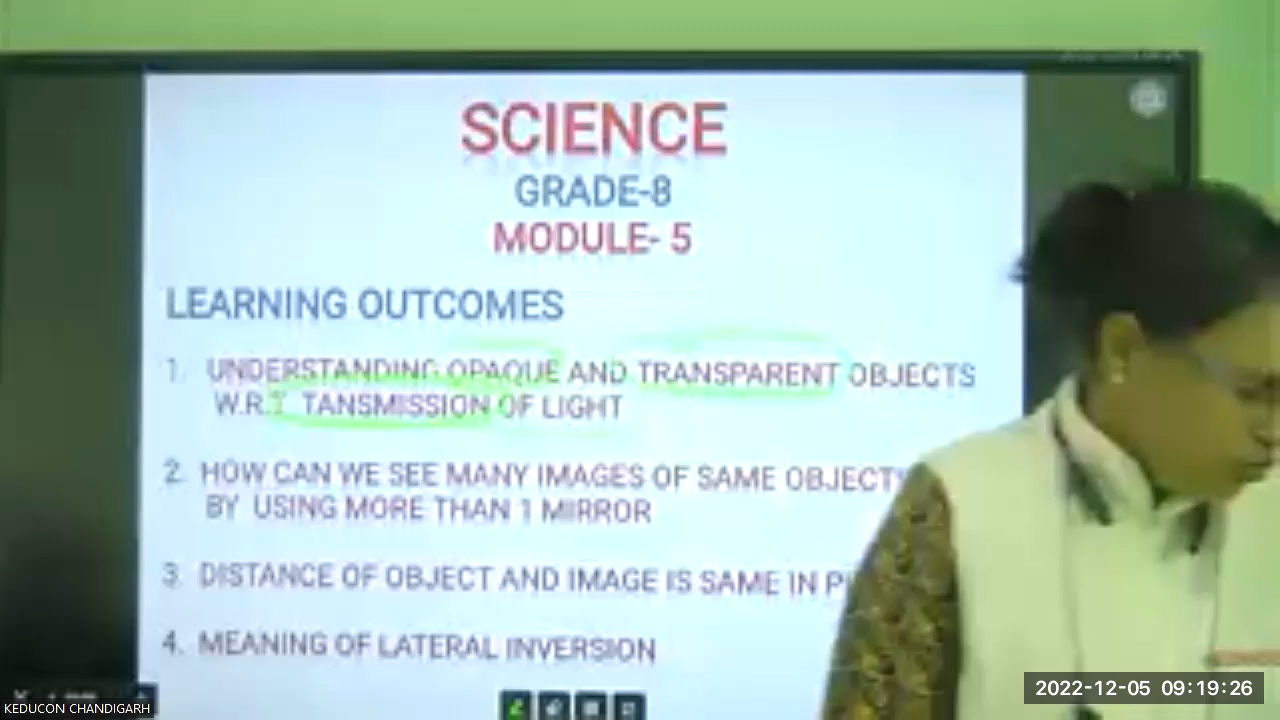 SCIENCE
GRADE-8
MODULE- 5
LEARNING OUTCOMES
1. UNDERSTANDING OPAQUE AND TRANSPARENT OBJECTS
W.R.T TANSMISSION OF LIGHT
2. HOW CAN WE SEE MANY IMAGES OF SAME OBJECT
BY USING MORE THAN 1 MIRROR
3. DISTANCE OF OBJECT AND IMAGE IS SAME IN
4. MEANING OF LATERAL INVERSION
KEDUCON CHANDIGARH
2022-12-05 09:19:26